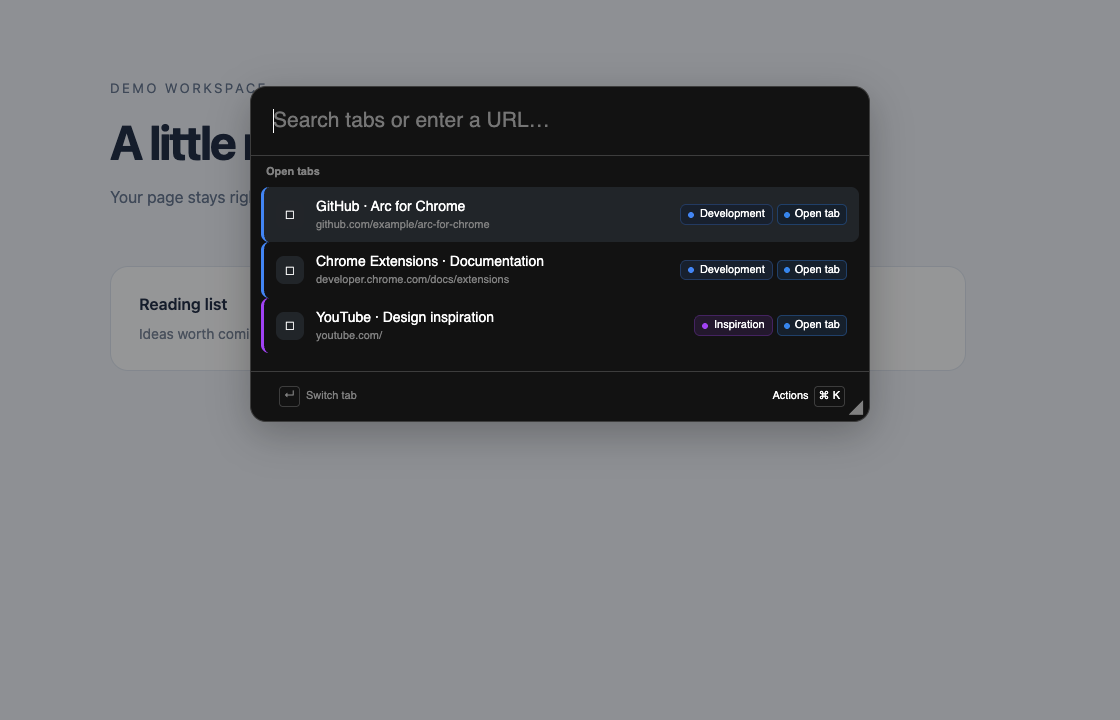 DEMO WORKSPACE
A little
Your page stays
Reading list
Ideas worth
Search tabs or enter a URL…
Open tabs
GitHub · Arc for Chrome
github.com/example/arc-for-chrome
Development
Open tab
Chrome Extensions · Documentation
developer.chrome.com/docs/extensions
Development
Open tab
YouTube · Design inspiration
youtube.com/
Inspiration
Open tab
↵ Switch tab
Actions ⌘ K